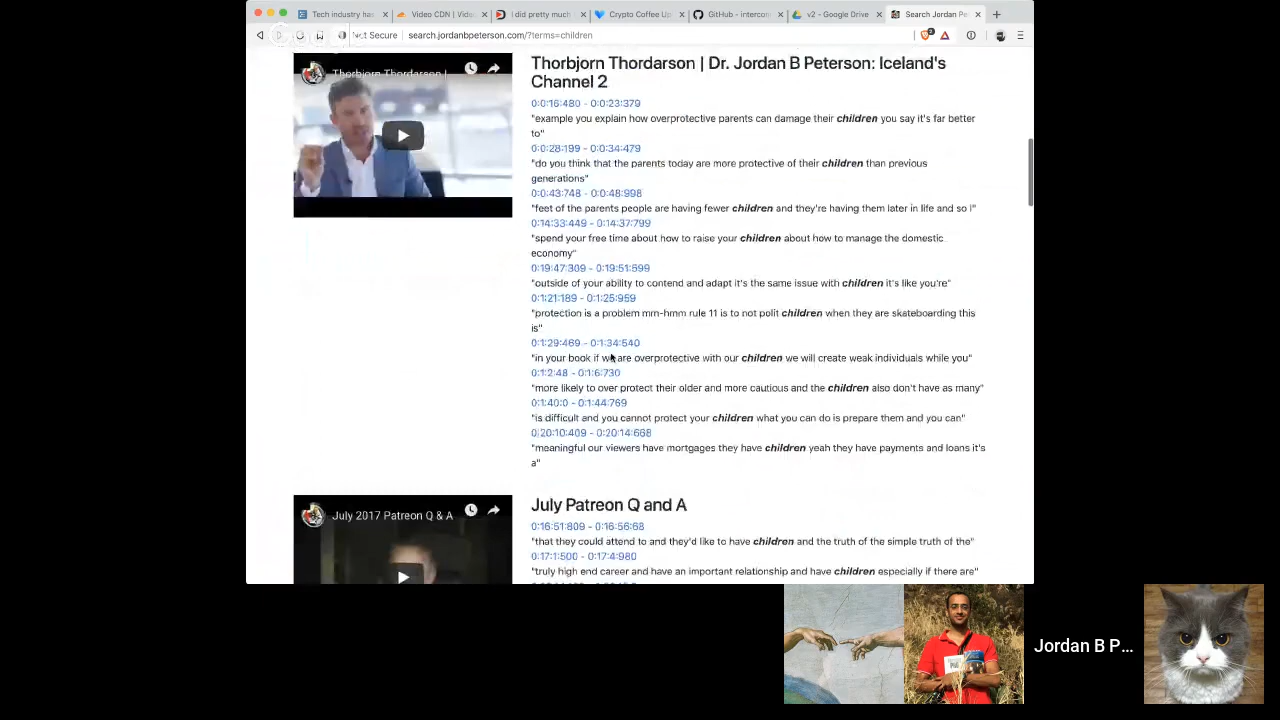 Tech industry has
Video CDN | Video
I did pretty much
Crypto Coffee Up
GitHub - intercon
v2 - Google Drive
Search Jordan Pe
Secure
search.jordanbpeterson.com/?terms=children
Thorbjorn Thordarson |
Thorbjorn Thordarson | Dr. Jordan B Peterson: Iceland's
Channel 2
0:0:16:480 - 0:0:23:379
"example you explain how overprotective parents can damage their children you say it's far better
to"
0:0:28:199 - 0:0:34:479
"do you think that the parents today are more protective of their children than previous
generations"
0:0:43:748 - 0:0:48:998
"feet of the parents people are having fewer children and they're having them later in life and so I"
0:14:33:449 - 0:14:37:799
"spend your free time about how to raise your children about how to manage the domestic
economy"
0:19:47:309 - 0:19:51:599
"outside of your ability to contend and adapt it's the same issue with children it's like you're"
0:1:21:189 - 0:1:25:959
"protection is a problem mm-hmm rule 11 is to not polit children when they are skateboarding this
is"
0:1:29:469 - 0:1:34:540
"in your book if we are overprotective with our children we will create weak individuals while you"
0:1:2:48 - 0:1:6:730
"more likely to over protect their older and more cautious and the children also don't have as many"
0:1:40:0 - 0:1:44:769
"is difficult and you cannot protect your children what you can do is prepare them and you can"
0:20:10:409 - 0:20:14:668
"meaningful our viewers have mortgages they have children yeah they have payments and loans it's
a"
July 2017 Patreon Q & A
July Patreon Q and A
0:16:51:809 - 0:16:56:68
"that they could attend to and they'd like to have children and the truth of the simple truth of the"
0:17:1:500 - 0:17:4:980
"truly high end career and have an important relationship and have children especially if there are"
Jordan B P...